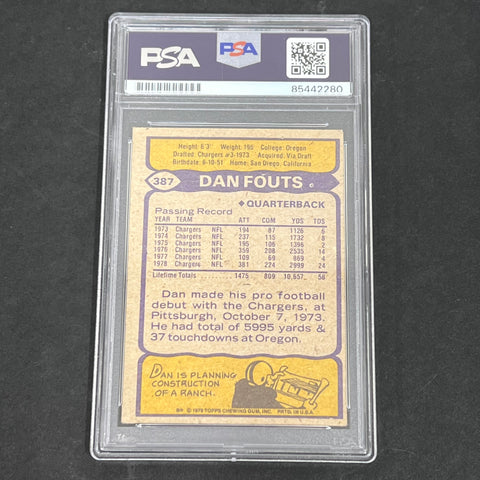 PSA
PSA
85442280
Height: 6'3" Weight: 195 College: Oregon
Drafted: Chargers #3-1973 Acquired: Via Draft
Birthdate: 6-10-51 Home: San Diego, California
387 DAN FOUTS
QUARTERBACK
Passing Record
YEAR TEAM ATT COM YDS TDS
1973 Chargers NFL 194 87 1126 6
1974 Chargers NFL 237 115 1732 8
1975 Chargers NFL 195 106 1396 2
1976 Chargers NFL 359 208 2535 14
1977 Chargers NFL 109 69 869 4
1978 Chargers NFL 381 224 2999 24
Lifetime Totals 1475 809 10,657 58
Dan made his pro football
debut with the Chargers, at
Pittsburgh, October 7, 1973.
He had total of 5995 yards &
37 touchdowns at Oregon.
DAN IS PLANNING
CONSTRUCTION
OF A RANCH.
© 1979 TOPPS CHEWING GUM, INC. PRTD. IN U.S.A.